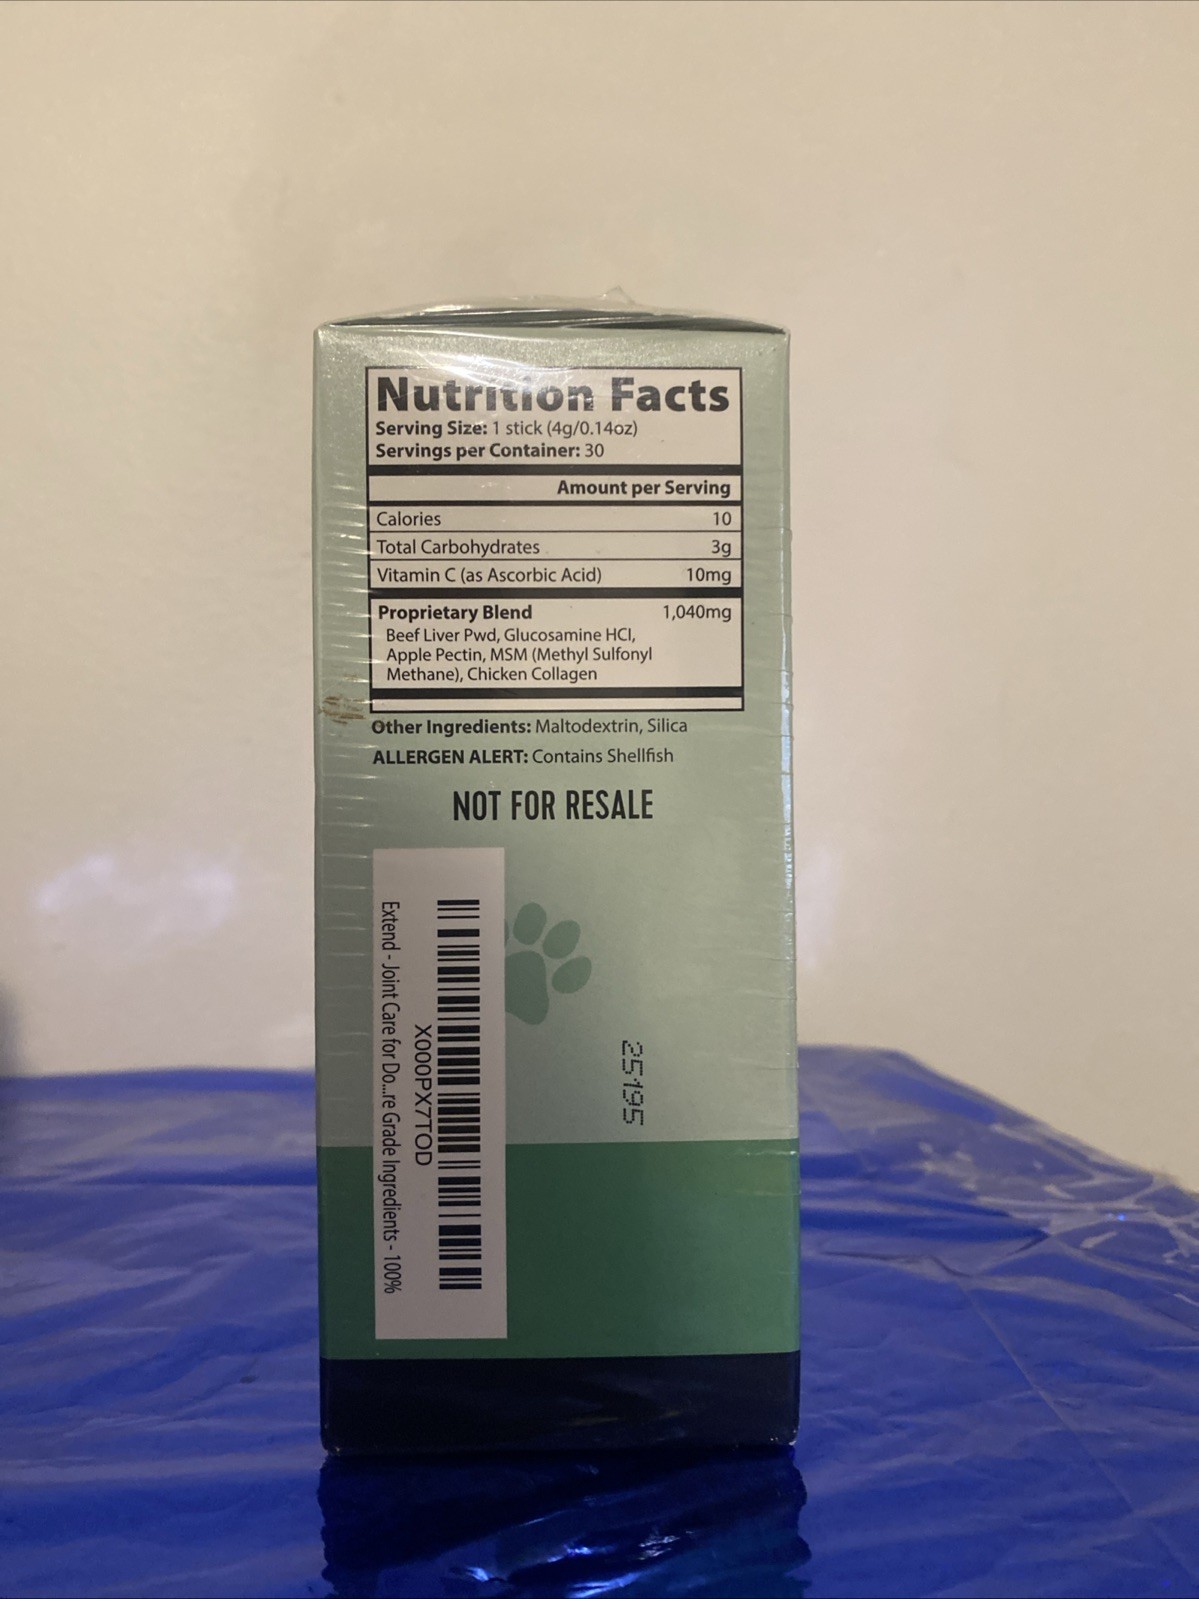 Nutrition Facts
Serving Size: 1 stick (4g/0.14oz)
Servings per Container: 30
Amount per Serving
Calories 10
Total Carbohydrates 3g
Vitamin C (as Ascorbic Acid) 10mg
Proprietary Blend 1,040mg
Beef Liver Pwd, Glucosamine HCl,
Apple Pectin, MSM (Methyl Sulfonyl
Methane), Chicken Collagen
Other Ingredients: Maltodextrin, Silica
ALLERGEN ALERT: Contains Shellfish
NOT FOR RESALE
X000PX7TOD
Extend - Joint Care for Do...re Grade Ingredients - 100%
25195